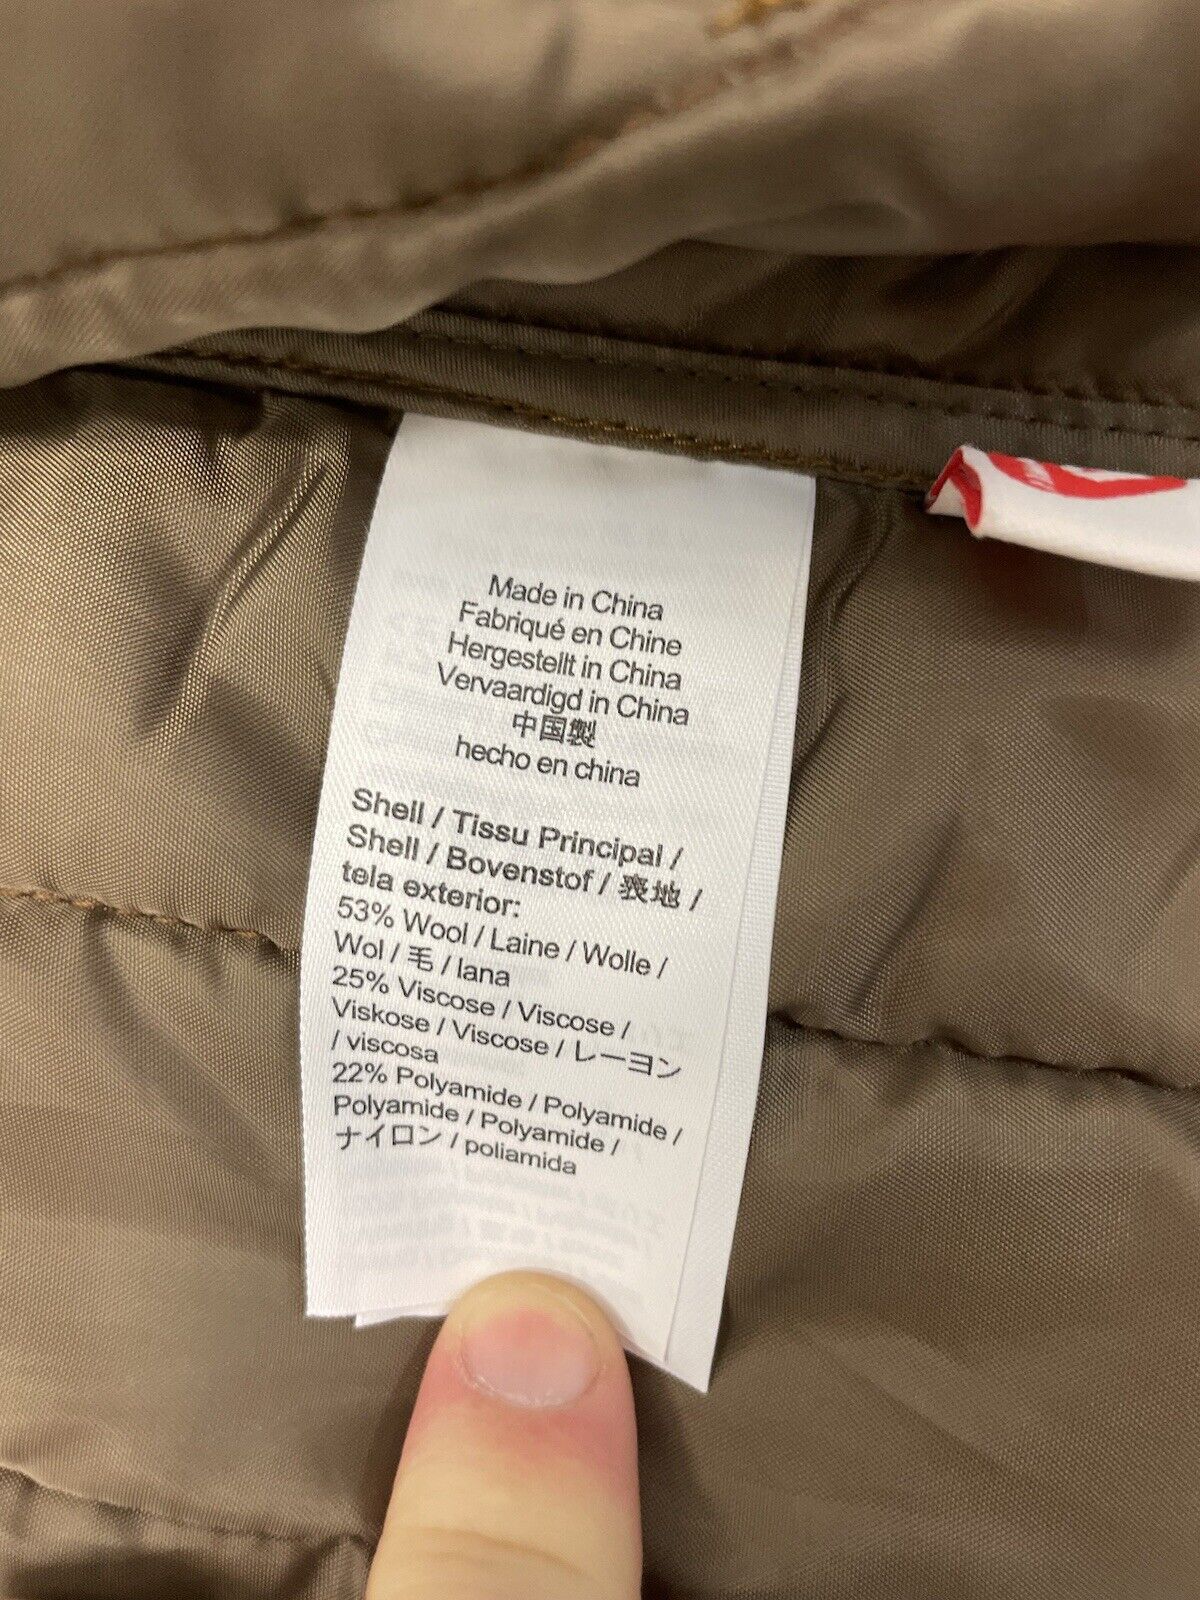 Made in China
Fabriqué en Chine
Hergestellt in China
Vervaardigd in China
中国製
hecho en china
Shell / Tissu Principal /
Shell / Bovenstof / 表地 /
tela exterior:
53% Wool / Laine / Wolle /
Wol / 毛 / lana
25% Viscose / Viscose /
Viskose / Viscose / レーヨン
/ viscosa
22% Polyamide / Polyamide /
Polyamide / Polyamide /
ナイロン / poliamida